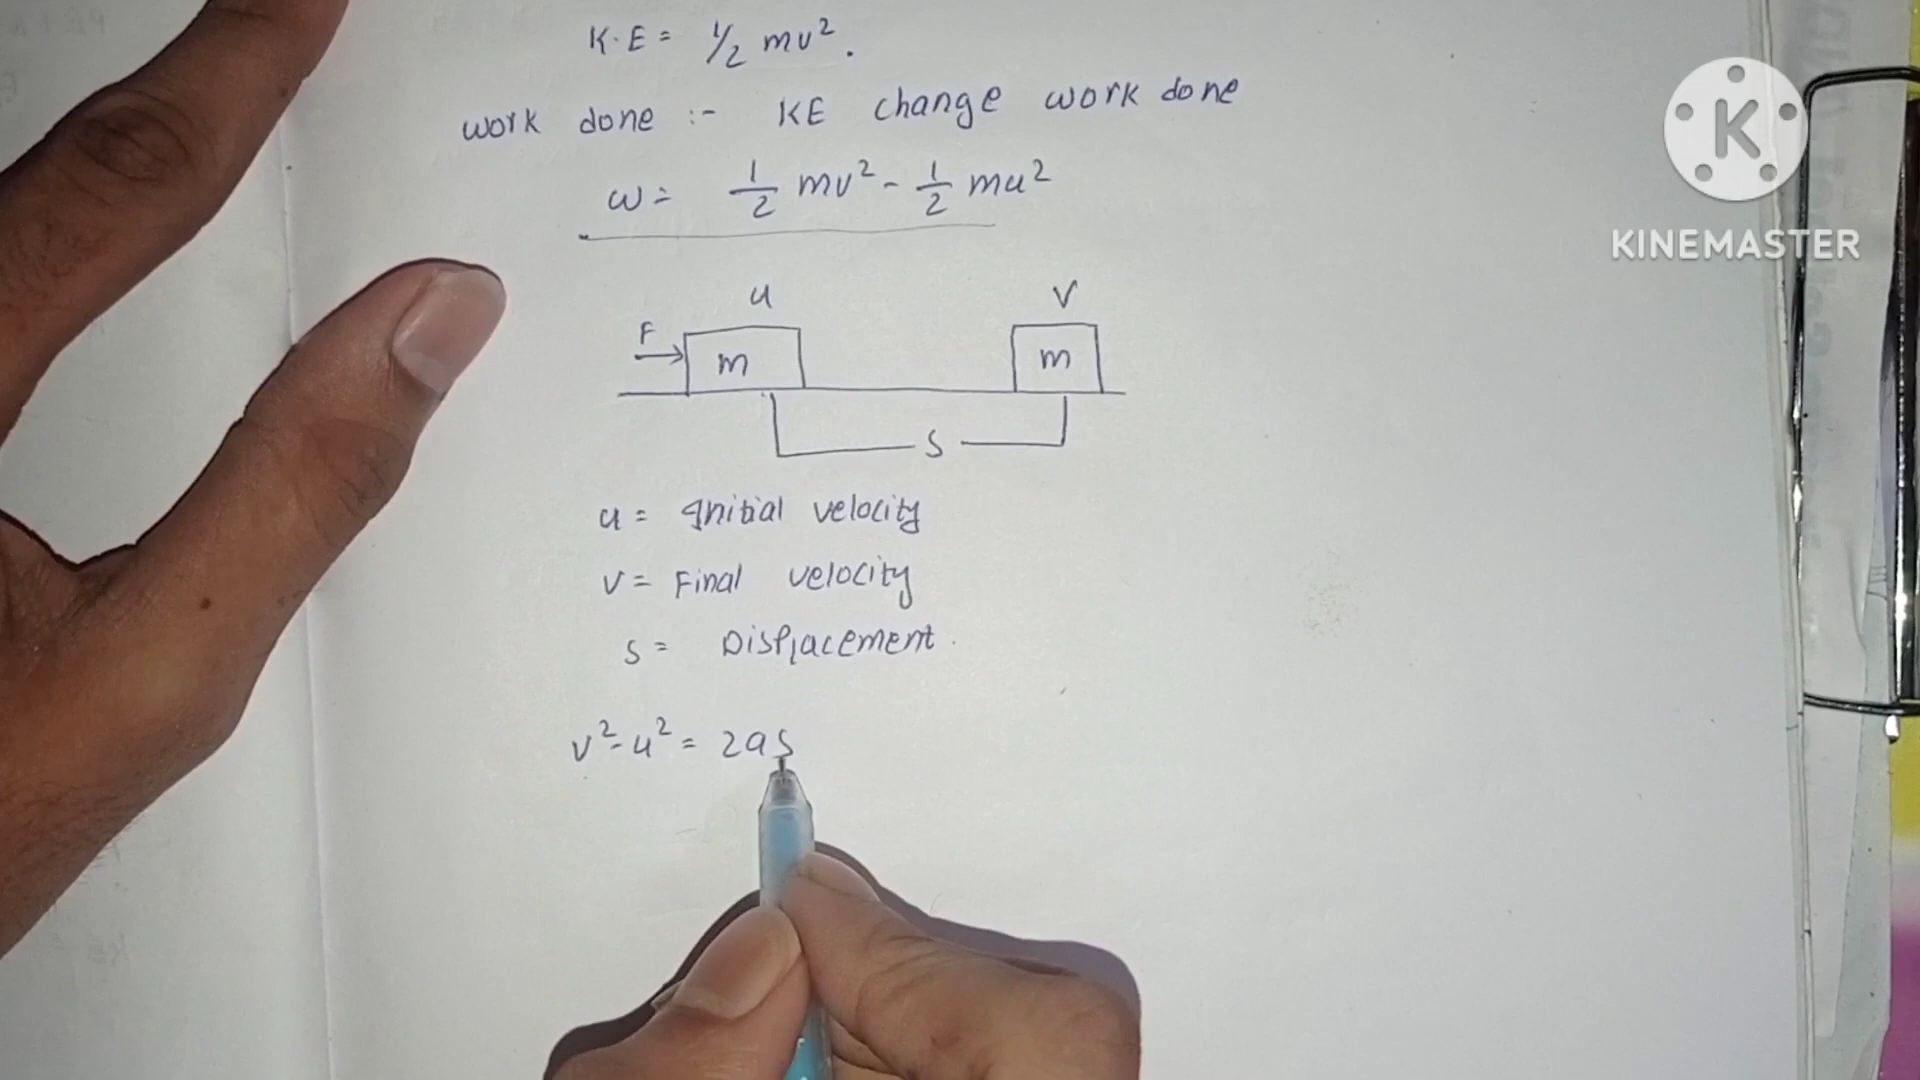 K.E = 1/2 mv².
work done :- KE change work done
w = 1/2 mv² - 1/2 mu²
u v
F m m
S
u = Initial velocity
v = Final velocity
s = Displacement.
v² - u² = 2as
K
KINEMASTER